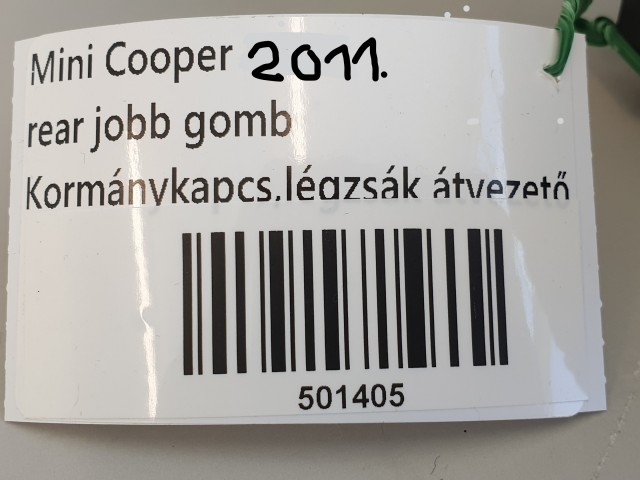 Mini Cooper 2011.
rear jobb gomb
Kormánykapcs.légzsák átvezető
501405